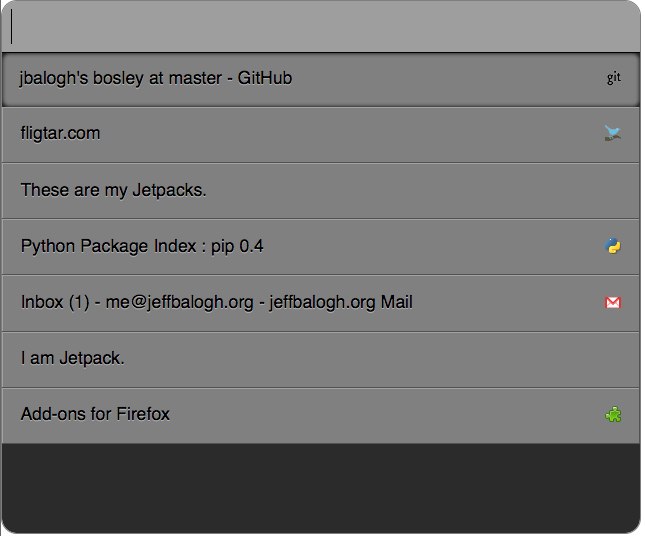 jbalogh's bosley at master - GitHub git
fligtar.com
These are my Jetpacks.
Python Package Index : pip 0.4
Inbox (1) - me@jeffbalogh.org - jeffbalogh.org Mail
I am Jetpack.
Add-ons for Firefox